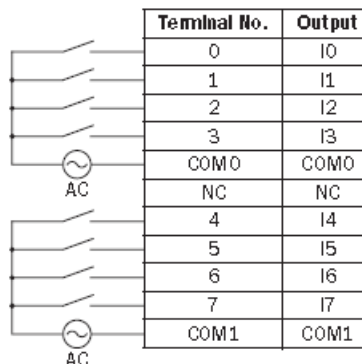 Terminal No. Output
0 I0
1 I1
2 I2
3 I3
COM0 COM0
AC
NC NC
4 I4
5 I5
6 I6
7 I7
COM1 COM1
AC